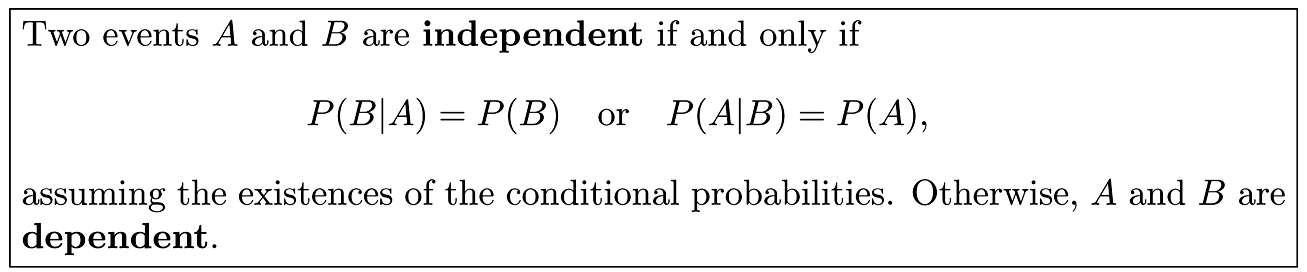 Two events A and B are independent if and only if
P(B|A) = P(B) or P(A|B) = P(A),
assuming the existences of the conditional probabilities. Otherwise, A and B are
dependent.